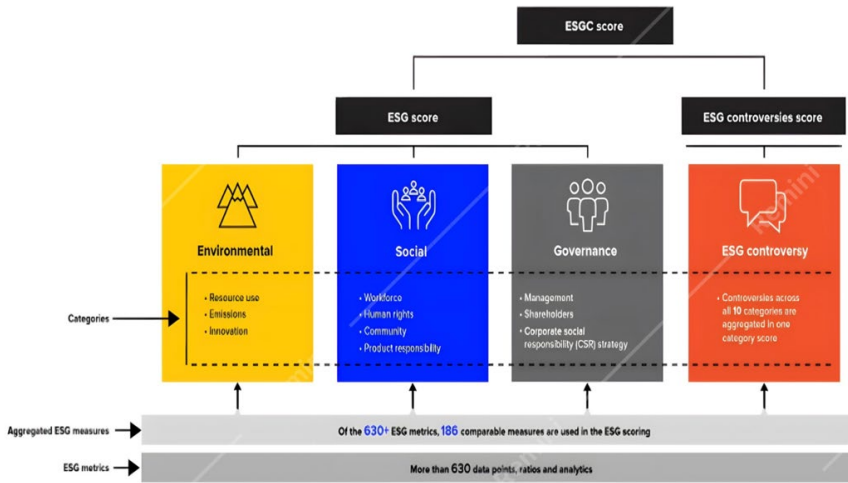 ESGC score
ESG score
ESG controversies score
Environmental
Social
Governance
ESG controversy
Categories
• Resource use
• Emissions
• Innovation
• Workforce
• Human rights
• Community
• Product responsibility
• Management
• Shareholders
• Corporate social
responsibility (CSR) strategy
• Controversies across
all 10 categories are
aggregated in one
category score
Aggregated ESG measures
Of the 630+ ESG metrics, 186 comparable measures are used in the ESG scoring
ESG metrics
More than 630 data points, ratios and analytics
Remini
Remini
Remini